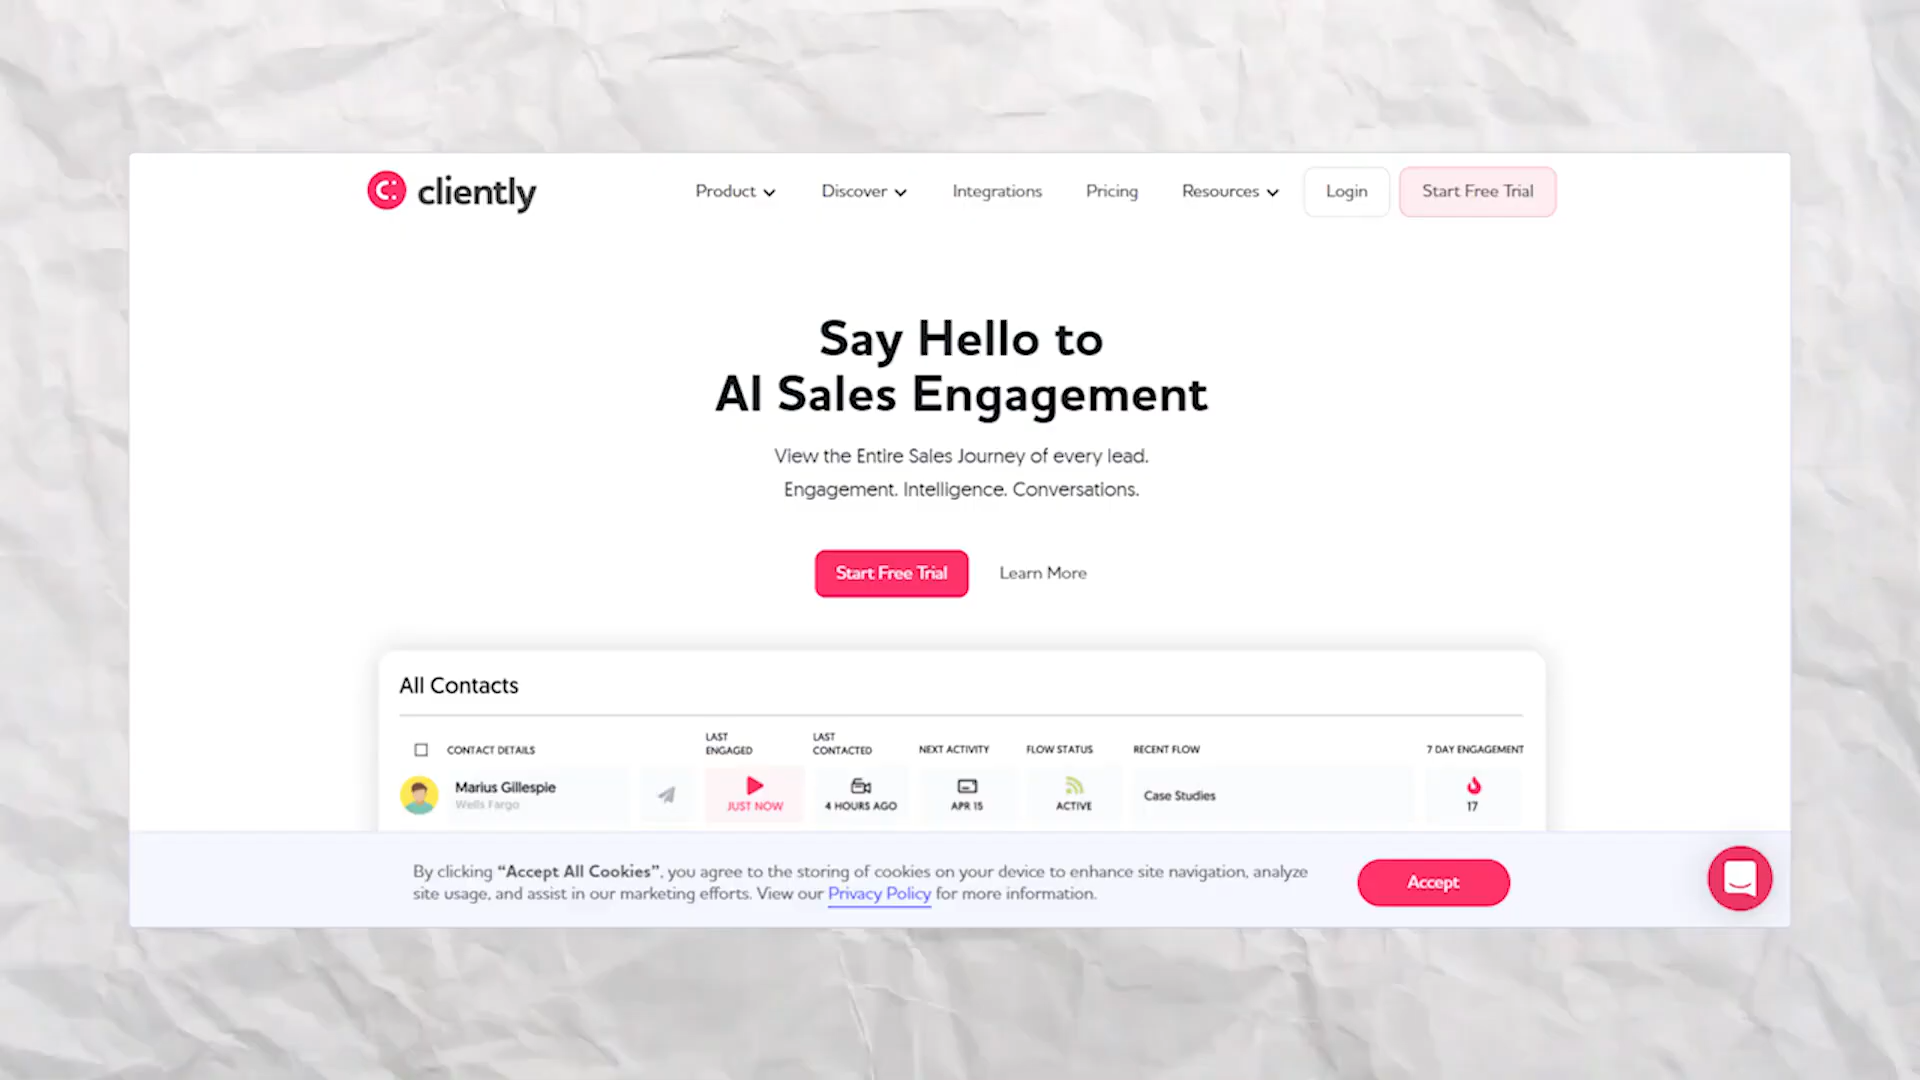 cliently
Product
Discover
Integrations
Pricing
Resources
Login
Start Free Trial
Say Hello to
AI Sales Engagement
View the Entire Sales Journey of every lead.
Engagement. Intelligence. Conversations.
Start Free Trial
Learn More
All Contacts
CONTACT DETAILS
LAST
ENGAGED
LAST
CONTACTED
NEXT ACTIVITY
FLOW STATUS
RECENT FLOW
7 DAY ENGAGEMENT
Marius Gillespie
Wells Fargo
JUST NOW
4 HOURS AGO
APR 15
ACTIVE
Case Studies
17
By clicking “Accept All Cookies”, you agree to the storing of cookies on your device to enhance site navigation, analyze
site usage, and assist in our marketing efforts. View our Privacy Policy for more information.
Accept